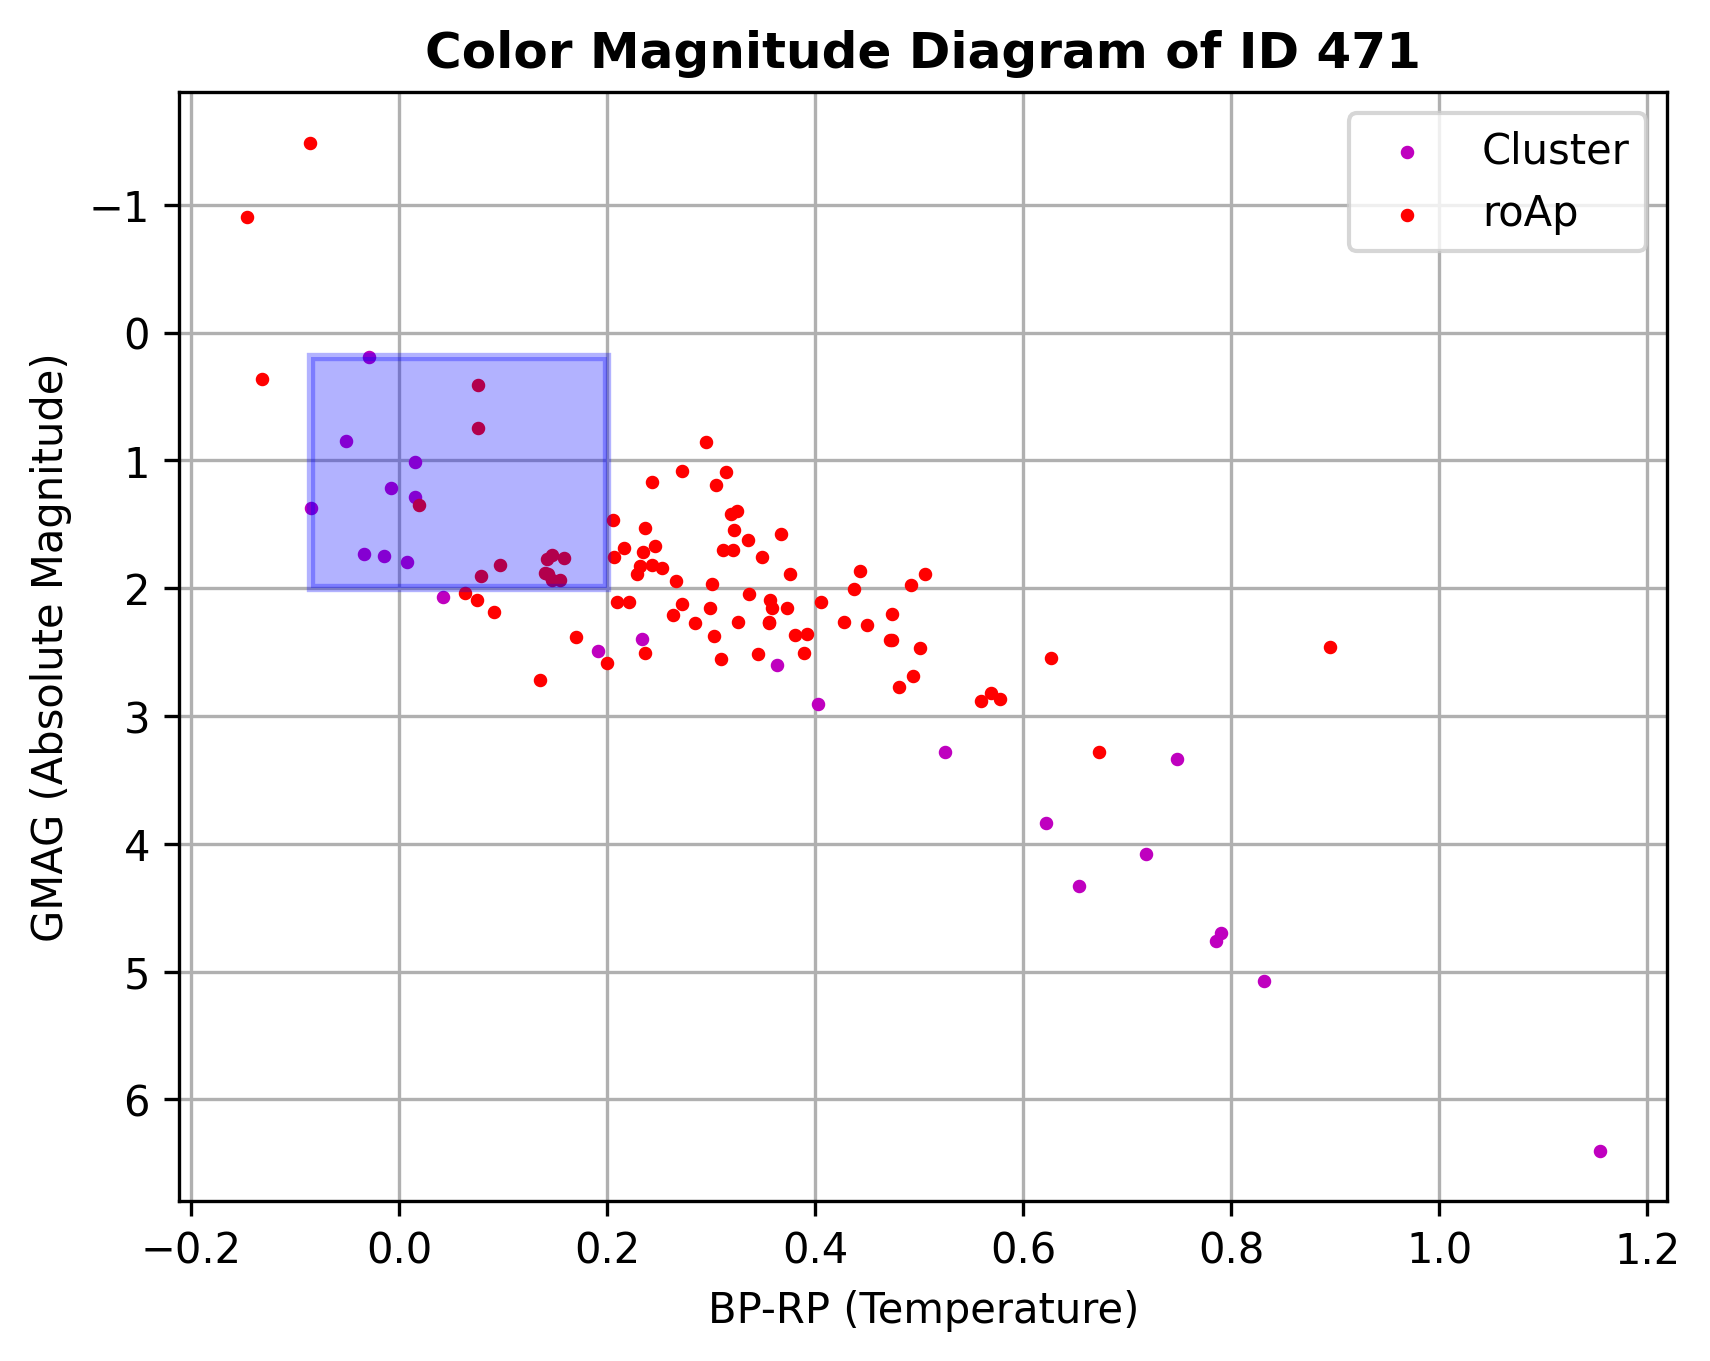 Color Magnitude Diagram of ID 471
Cluster
roAp
−1
0
1
2
3
4
5
6
GMAG (Absolute Magnitude)
−0.2 0.0 0.2 0.4 0.6 0.8 1.0 1.2
BP-RP (Temperature)